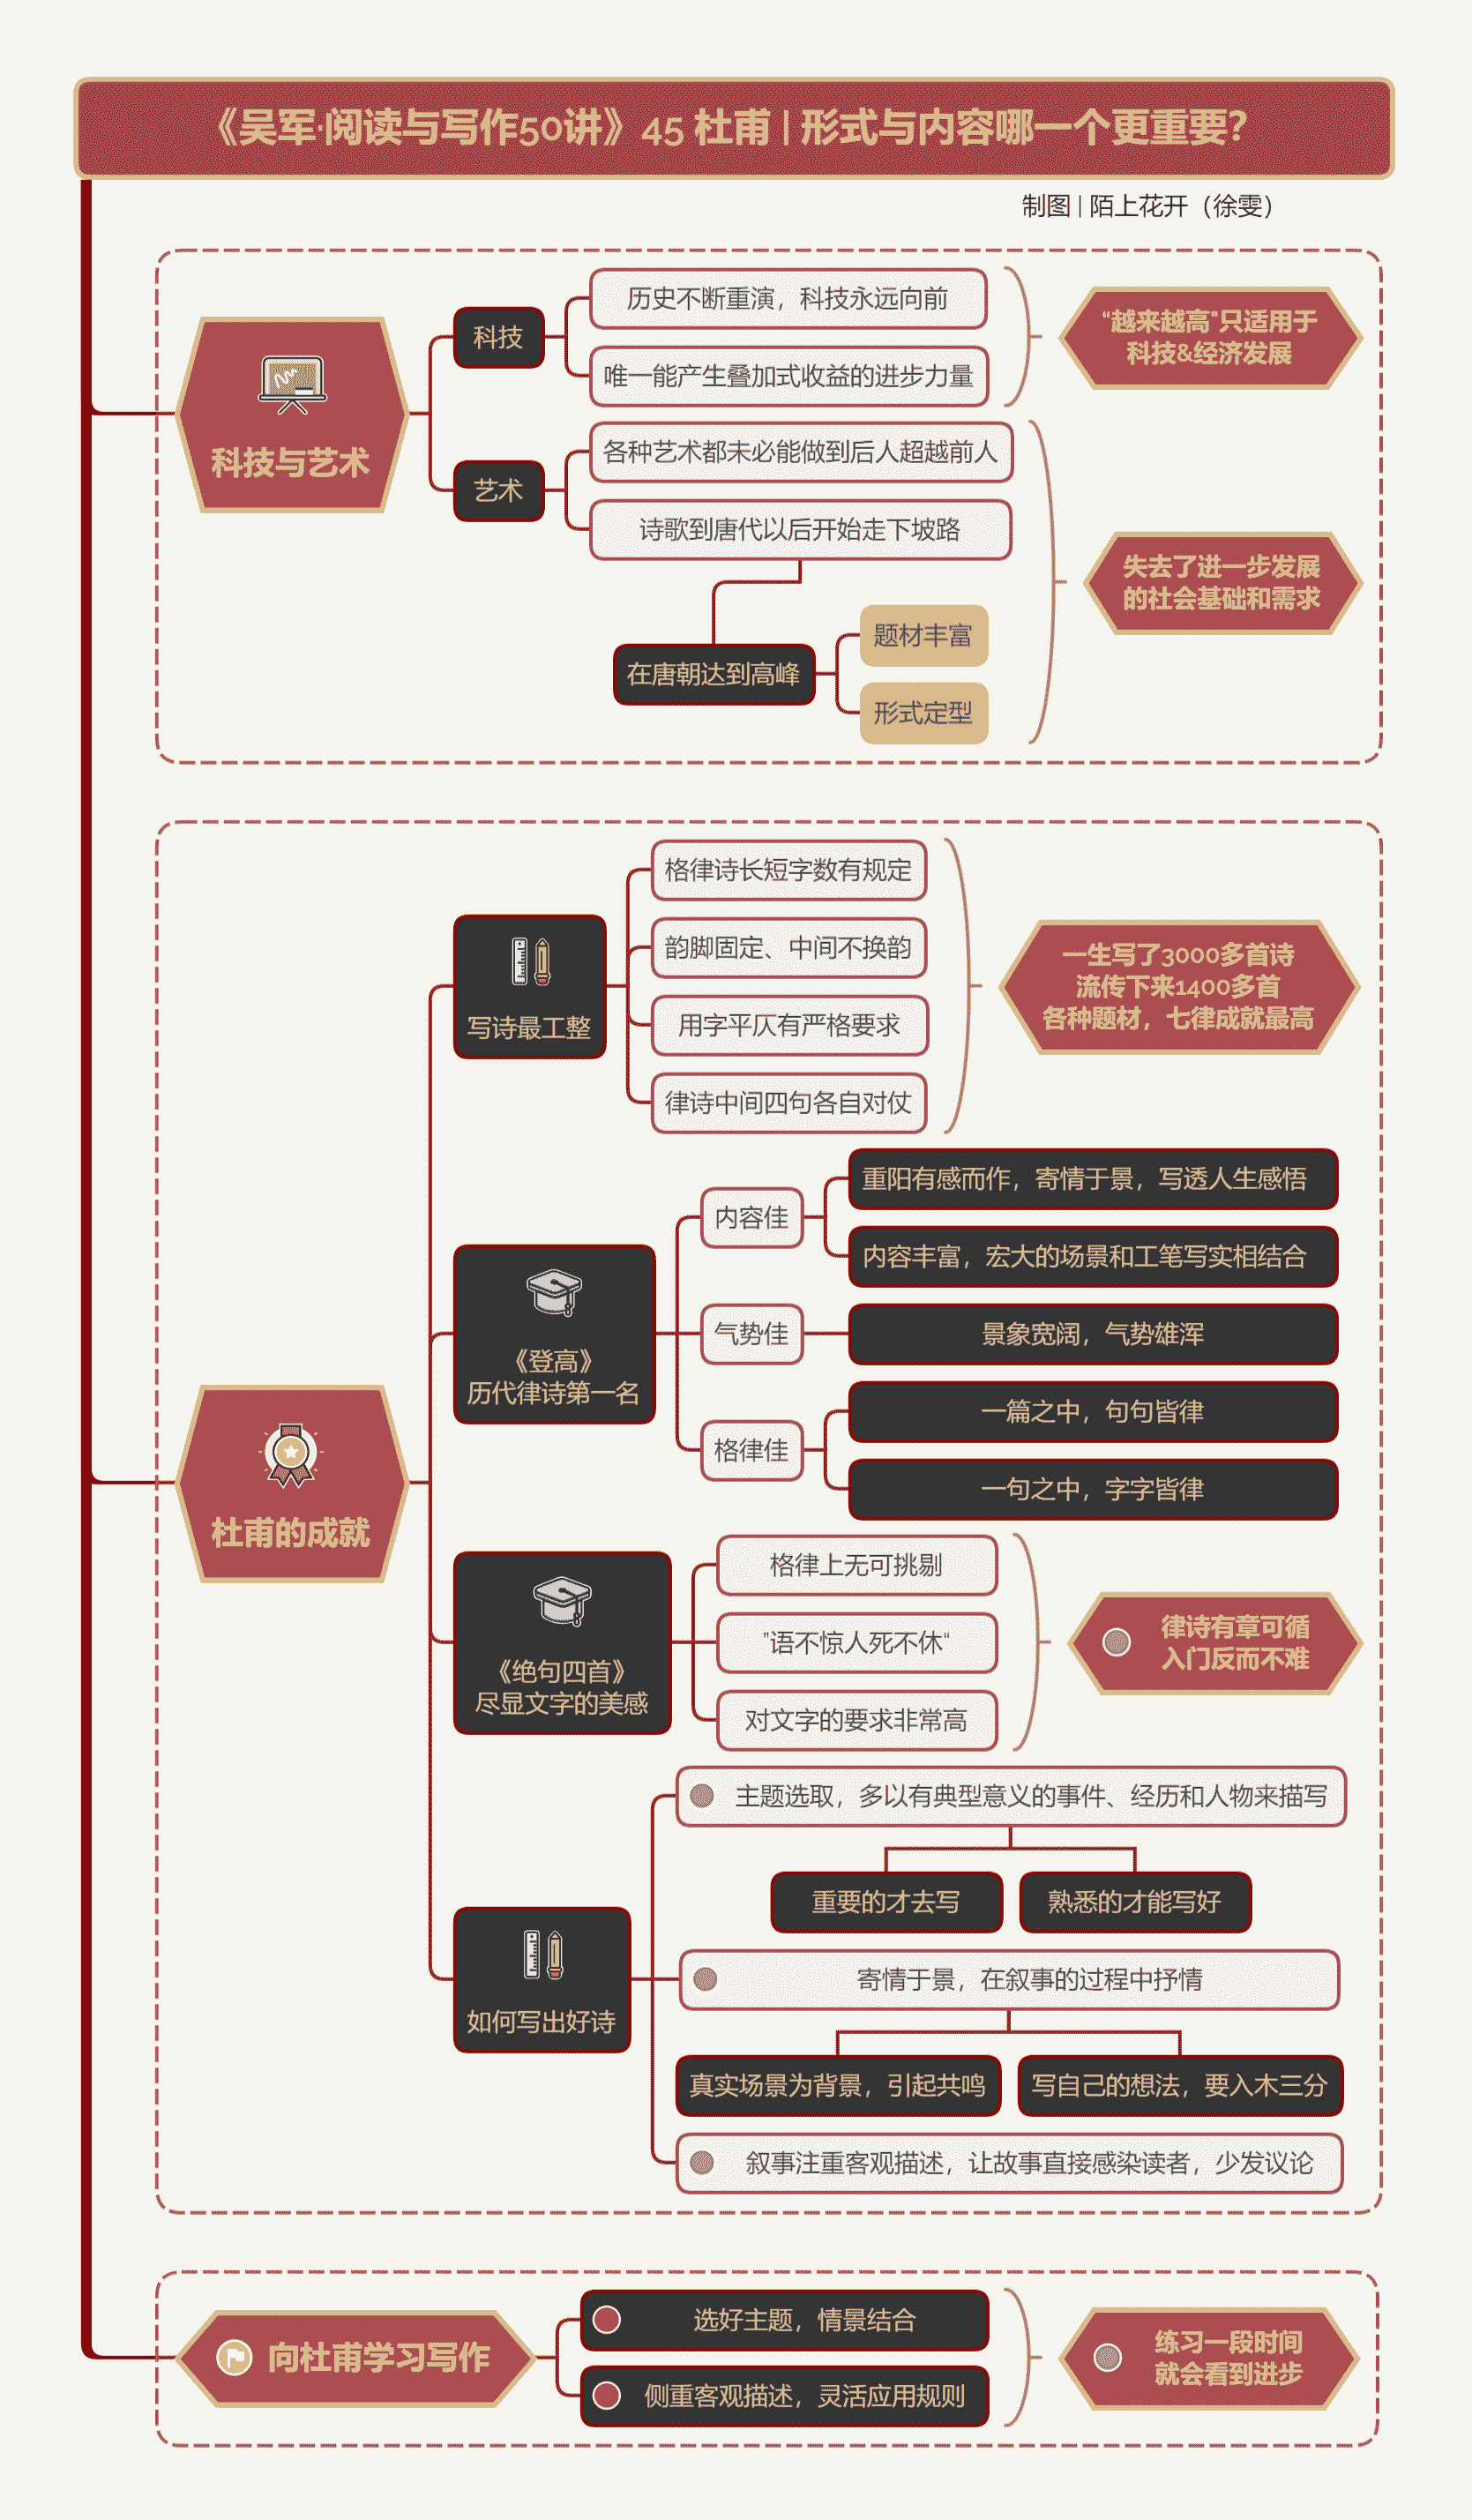 《吴军·阅读与写作50讲》45 杜甫 | 形式与内容哪一个更重要?
制图 | 陌上花开（徐雯）
科技与艺术
科技
历史不断重演，科技永远向前
唯一能产生叠加式收益的进步力量
“越来越高”只适用于
科技&经济发展
艺术
各种艺术都未必能做到后人超越前人
诗歌到唐代以后开始走下坡路
在唐朝达到高峰
题材丰富
形式定型
失去了进一步发展
的社会基础和需求
杜甫的成就
写诗最工整
格律诗长短字数有规定
韵脚固定、中间不换韵
用字平仄有严格要求
律诗中间四句各自对仗
一生写了3000多首诗
流传下来1400多首
各种题材，七律成就最高
《登高》
历代律诗第一名
内容佳
重阳有感而作，寄情于景，写透人生感悟
内容丰富，宏大的场景和工笔写实相结合
气势佳
景象宽阔，气势雄浑
格律佳
一篇之中，句句皆律
一句之中，字字皆律
《绝句四首》
尽显文字的美感
格律上无可挑剔
”语不惊人死不休“
对文字的要求非常高
律诗有章可循
入门反而不难
如何写出好诗
主题选取，多以有典型意义的事件、经历和人物来描写
重要的才去写
熟悉的才能写好
寄情于景，在叙事的过程中抒情
真实场景为背景，引起共鸣
写自己的想法，要入木三分
叙事注重客观描述，让故事直接感染读者，少发议论
向杜甫学习写作
选好主题，情景结合
侧重客观描述，灵活应用规则
练习一段时间
就会看到进步